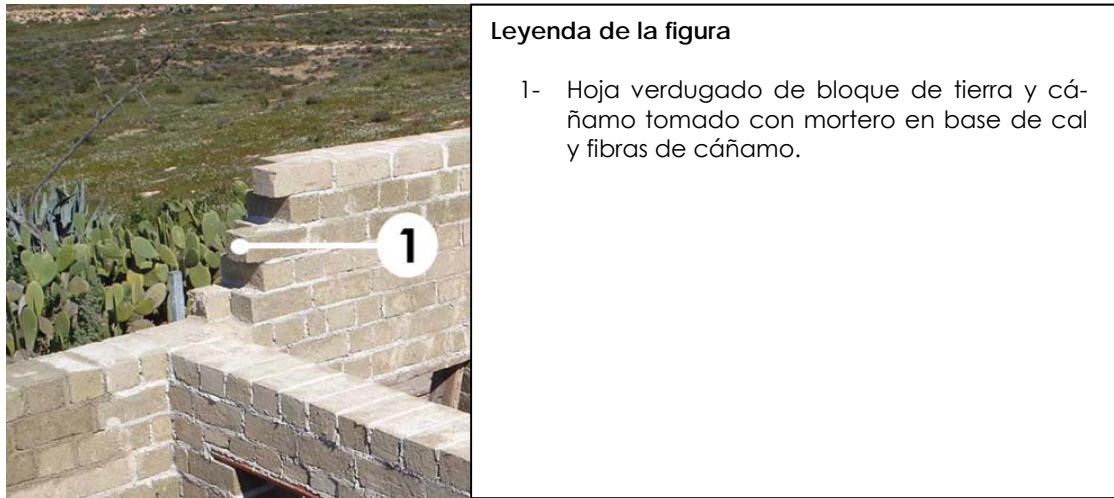 Leyenda de la figura
1- Hoja verdugado de bloque de tierra y cá-
ñamo tomado con mortero en base de cal
y fibras de cáñamo.
1